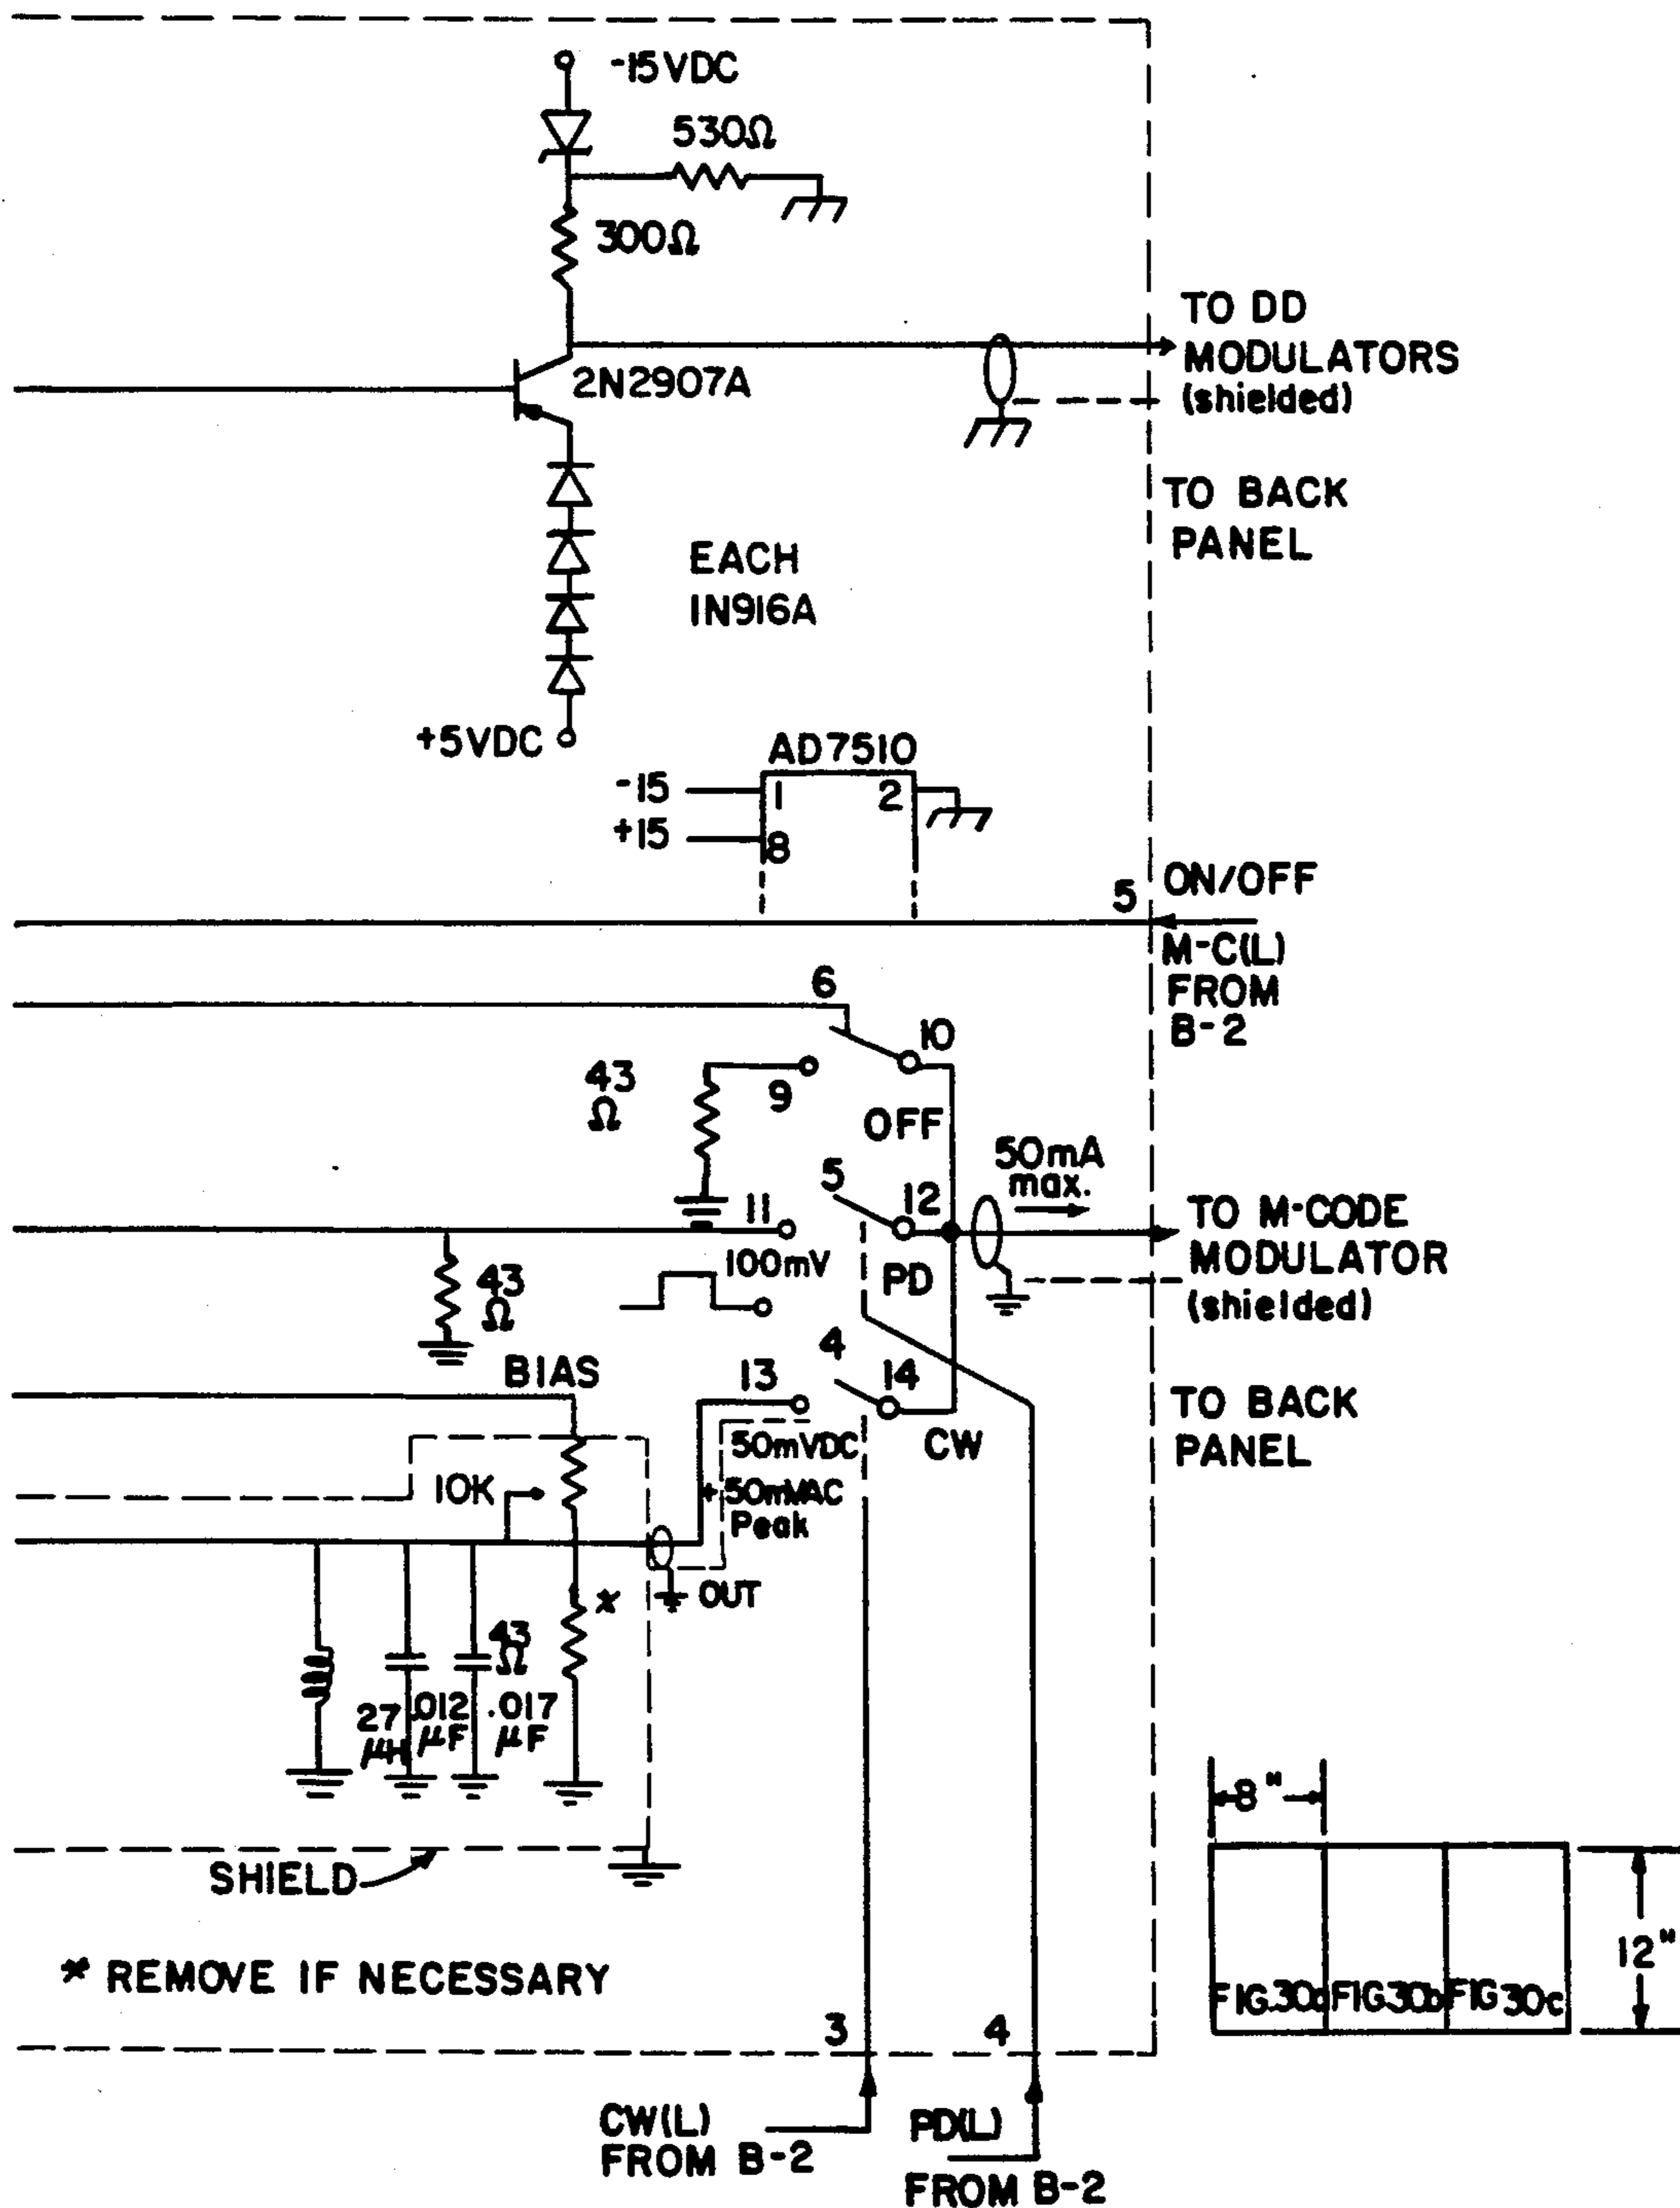 -15VDC
530Ω
300Ω
TO DD
MODULATORS
(shielded)
2N2907A
TO BACK
PANEL
EACH
1N916A
+5VDC
AD7510
-15
1
2
+15
8
5
ON/OFF
M-C(L)
FROM
B-2
6
10
43
Ω
9
OFF
50mA
max.
5
12
11
TO M-CODE
MODULATOR
(shielded)
100mV
PD
43
Ω
4
BIAS
13
14
TO BACK
PANEL
50mVDC
CW
10K
+50mVAC
Peak
*
OUT
43
Ω
27
μH
.012
μF
.017
μF
8"
SHIELD
12"
* REMOVE IF NECESSARY
FIG.30a
FIG30b
FIG30c
3
4
CW(L)
FROM B-2
PD(L)
FROM B-2